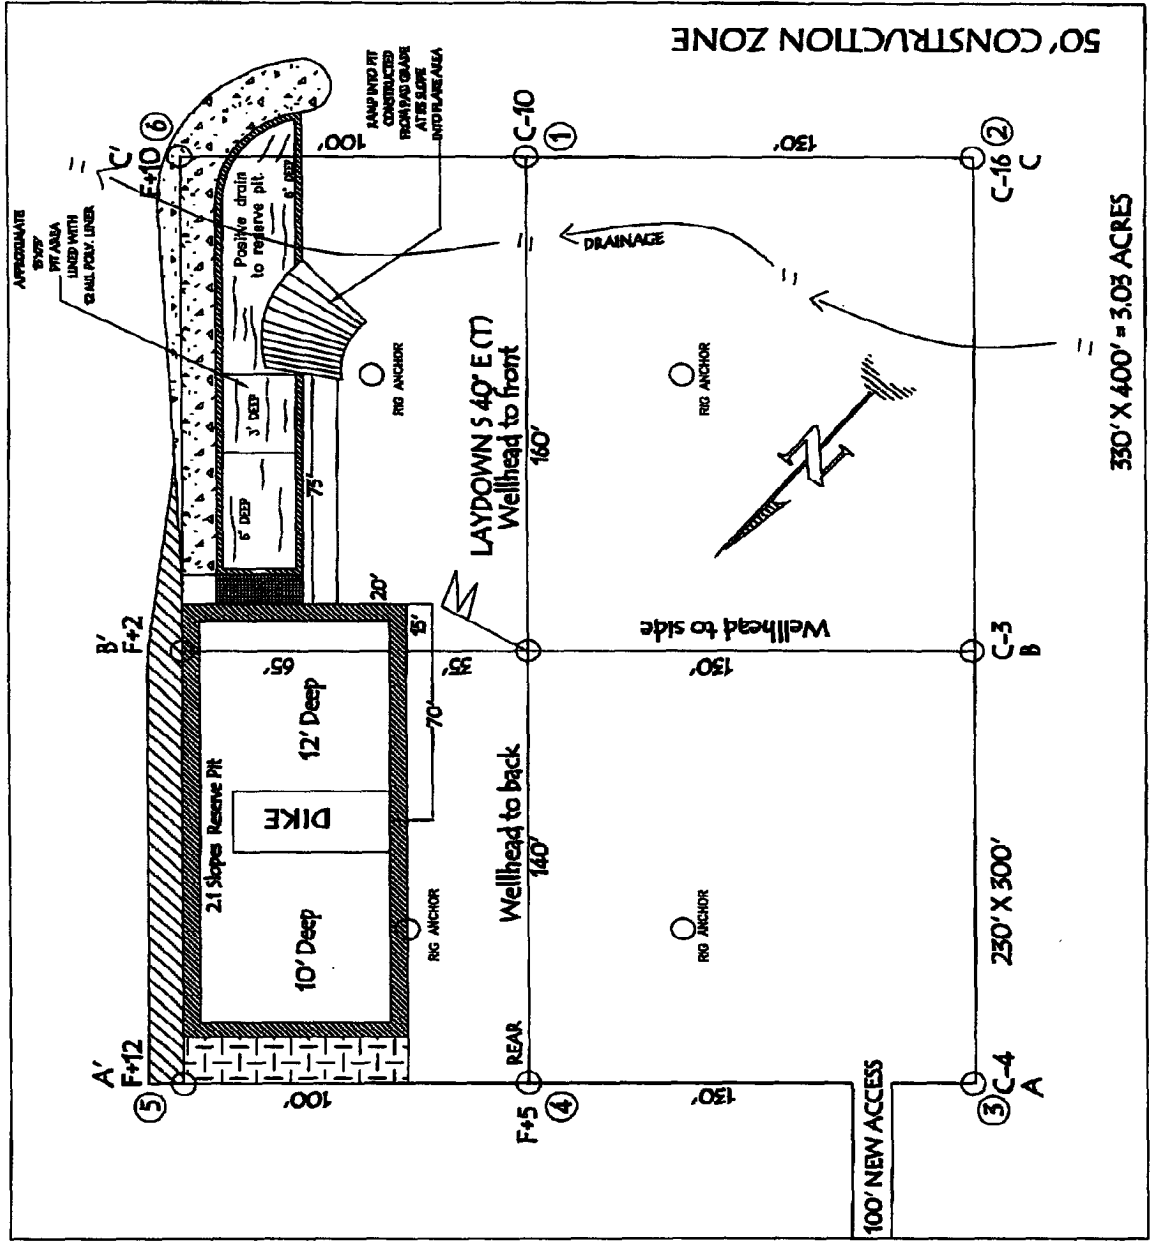 50' CONSTRUCTION ZONE
C'
F+10
6
100'
C-10
1
130'
2
C-16
C
APPROXIMATE
PIT AREA
LINED WITH
12 MIL. POLY. LINER
RAMP INTO PIT
CONSTRUCTED
FROM PAD GRADE
AT 8% SLOPE
INTO FLARE AREA
Positive drain
to reserve pit.
6' DEEP
3' DEEP
6' DEEP
75'
RIG ANCHOR
DRAINAGE
LAYDOWN S 40° E (T)
Wellhead to front
160'
RIG ANCHOR
N
330' X 400' = 3.03 ACRES
B'
F+2
65'
35'
20'
15'
70'
Wellhead to side
130'
C-3
B
2.1 Slopes Reserve Pit
12' Deep
DIKE
10' Deep
RIG ANCHOR
Wellhead to back
140'
RIG ANCHOR
230' X 300'
A'
F+12
5
100'
REAR
F+5
4
130'
3
C-4
A
100' NEW ACCESS